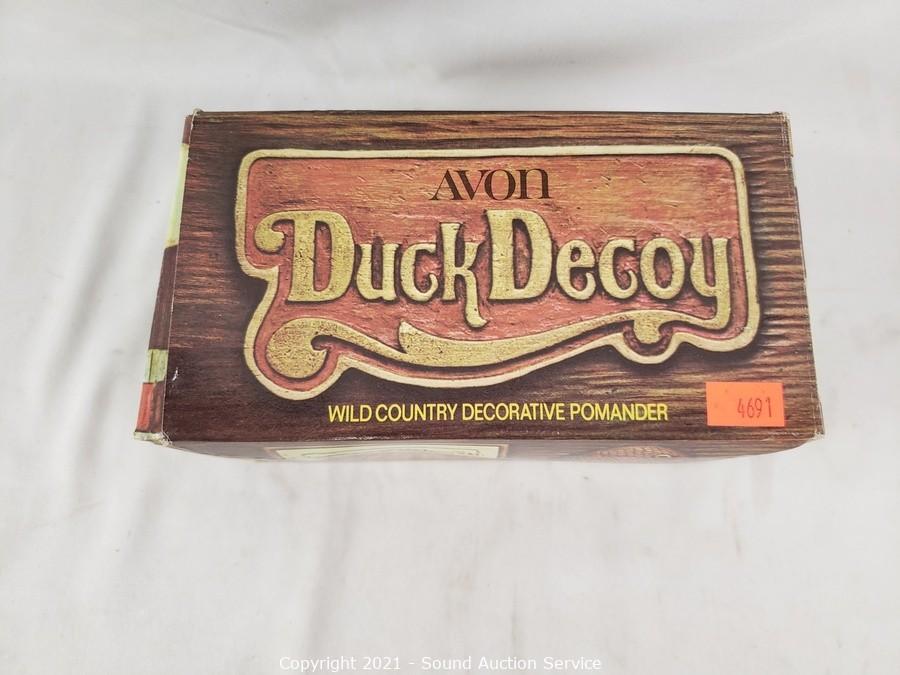 AVON
Duck Decoy
WILD COUNTRY DECORATIVE POMANDER
4691
Copyright 2021 - Sound Auction Service